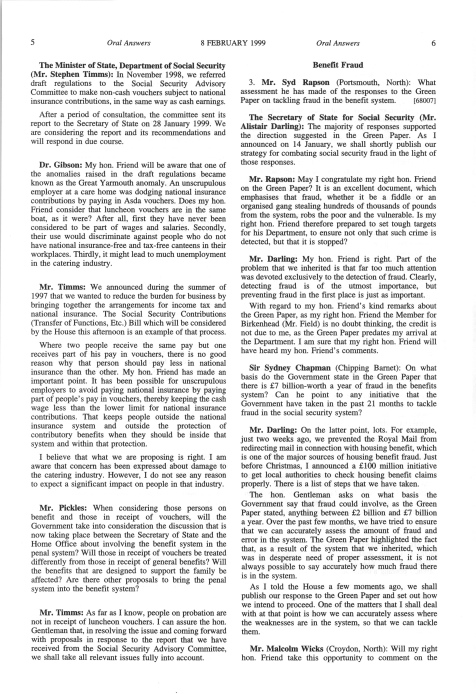 5 Oral Answers 8 FEBRUARY 1999 Oral Answers 6
The Minister of State, Department of Social Security
(Mr. Stephen Timms): In November 1998, we referred
draft regulations to the Social Security Advisory
Committee to make non-cash vouchers subject to national
insurance contributions, in the same way as cash earnings.
After a period of consultation, the committee sent its
report to the Secretary of State on 28 January 1999. We
are considering the report and its recommendations and
will respond in due course.
Dr. Gibson: My hon. Friend will be aware that one of
the anomalies raised in the draft regulations became
known as the Great Yarmouth anomaly. An unscrupulous
employer at a care home was dodging national insurance
contributions by paying in Asda vouchers. Does my hon.
Friend consider that luncheon vouchers are in the same
boat, as it were? After all, first they have never been
considered to be part of wages and salaries. Secondly,
their use would discriminate against people who do not
have national insurance-free and tax-free canteens in their
workplaces. Thirdly, it might lead to much unemployment
in the catering industry.
Mr. Timms: We announced during the summer of
1997 that we wanted to reduce the burden for business by
bringing together the arrangements for income tax and
national insurance. The Social Security Contributions
(Transfer of Functions, Etc.) Bill which will be considered
by the House this afternoon is an example of that process.
Where two people receive the same pay but one
receives part of his pay in vouchers, there is no good
reason why that person should pay less in national
insurance than the other. My hon. Friend has made an
important point. It has been possible for unscrupulous
employers to avoid paying national insurance by paying
part of people's pay in vouchers, thereby keeping the cash
wage less than the lower limit for national insurance
contributions. That keeps people outside the national
insurance system and outside the protection of
contributory benefits when they should be inside that
system and within that protection.
I believe that what we are proposing is right. I am
aware that concern has been expressed about damage to
the catering industry. However, I do not see any reason
to expect a significant impact on people in that industry.
Mr. Pickles: When considering those persons on
benefit and those in receipt of vouchers, will the
Government take into consideration the discussion that is
now taking place between the Secretary of State and the
Home Office about involving the benefit system in the
penal system? Will those in receipt of vouchers be treated
differently from those in receipt of general benefits? Will
the benefits that are designed to support the family be
affected? Are there other proposals to bring the penal
system into the benefit system?
Mr. Timms: As far as I know, people on probation are
not in receipt of luncheon vouchers. I can assure the hon.
Gentleman that, in resolving the issue and coming forward
with proposals in response to the report that we have
received from the Social Security Advisory Committee,
we shall take all relevant issues fully into account.
Benefit Fraud
3. Mr. Syd Rapson (Portsmouth, North): What
assessment he has made of the responses to the Green
Paper on tackling fraud in the benefit system. [68007]
The Secretary of State for Social Security (Mr.
Alistair Darling): The majority of responses supported
the direction suggested in the Green Paper. As I
announced on 14 January, we shall shortly publish our
strategy for combating social security fraud in the light of
those responses.
Mr. Rapson: May I congratulate my right hon. Friend
on the Green Paper? It is an excellent document, which
emphasises that fraud, whether it be a fiddle or an
organised gang stealing hundreds of thousands of pounds
from the system, robs the poor and the vulnerable. Is my
right hon. Friend therefore prepared to set tough targets
for his Department, to ensure not only that such crime is
detected, but that it is stopped?
Mr. Darling: My hon. Friend is right. Part of the
problem that we inherited is that far too much attention
was devoted exclusively to the detection of fraud. Clearly,
detecting fraud is of the utmost importance, but
preventing fraud in the first place is just as important.
With regard to my hon. Friend's kind remarks about
the Green Paper, as my right hon. Friend the Member for
Birkenhead (Mr. Field) is no doubt thinking, the credit is
not due to me, as the Green Paper predates my arrival at
the Department. I am sure that my right hon. Friend will
have heard my hon. Friend's comments.
Sir Sydney Chapman (Chipping Barnet): On what
basis do the Government state in the Green Paper that
there is £7 billion-worth a year of fraud in the benefits
system? Can he point to any initiative that the
Government have taken in the past 21 months to tackle
fraud in the social security system?
Mr. Darling: On the latter point, lots. For example,
just two weeks ago, we prevented the Royal Mail from
redirecting mail in connection with housing benefit, which
is one of the major sources of housing benefit fraud. Just
before Christmas, I announced a £100 million initiative
to get local authorities to check housing benefit claims
properly. There is a list of steps that we have taken.
The hon. Gentleman asks on what basis the
Government say that fraud could involve, as the Green
Paper stated, anything between £2 billion and £7 billion
a year. Over the past few months, we have tried to ensure
that we can accurately assess the amount of fraud and
error in the system. The Green Paper highlighted the fact
that, as a result of the system that we inherited, which
was in desperate need of proper assessment, it is not
always possible to say accurately how much fraud there
is in the system.
As I told the House a few moments ago, we shall
publish our response to the Green Paper and set out how
we intend to proceed. One of the matters that I shall deal
with at that point is how we can accurately assess where
the weaknesses are in the system, so that we can tackle
them.
Mr. Malcolm Wicks (Croydon, North): Will my right
hon. Friend take this opportunity to comment on the